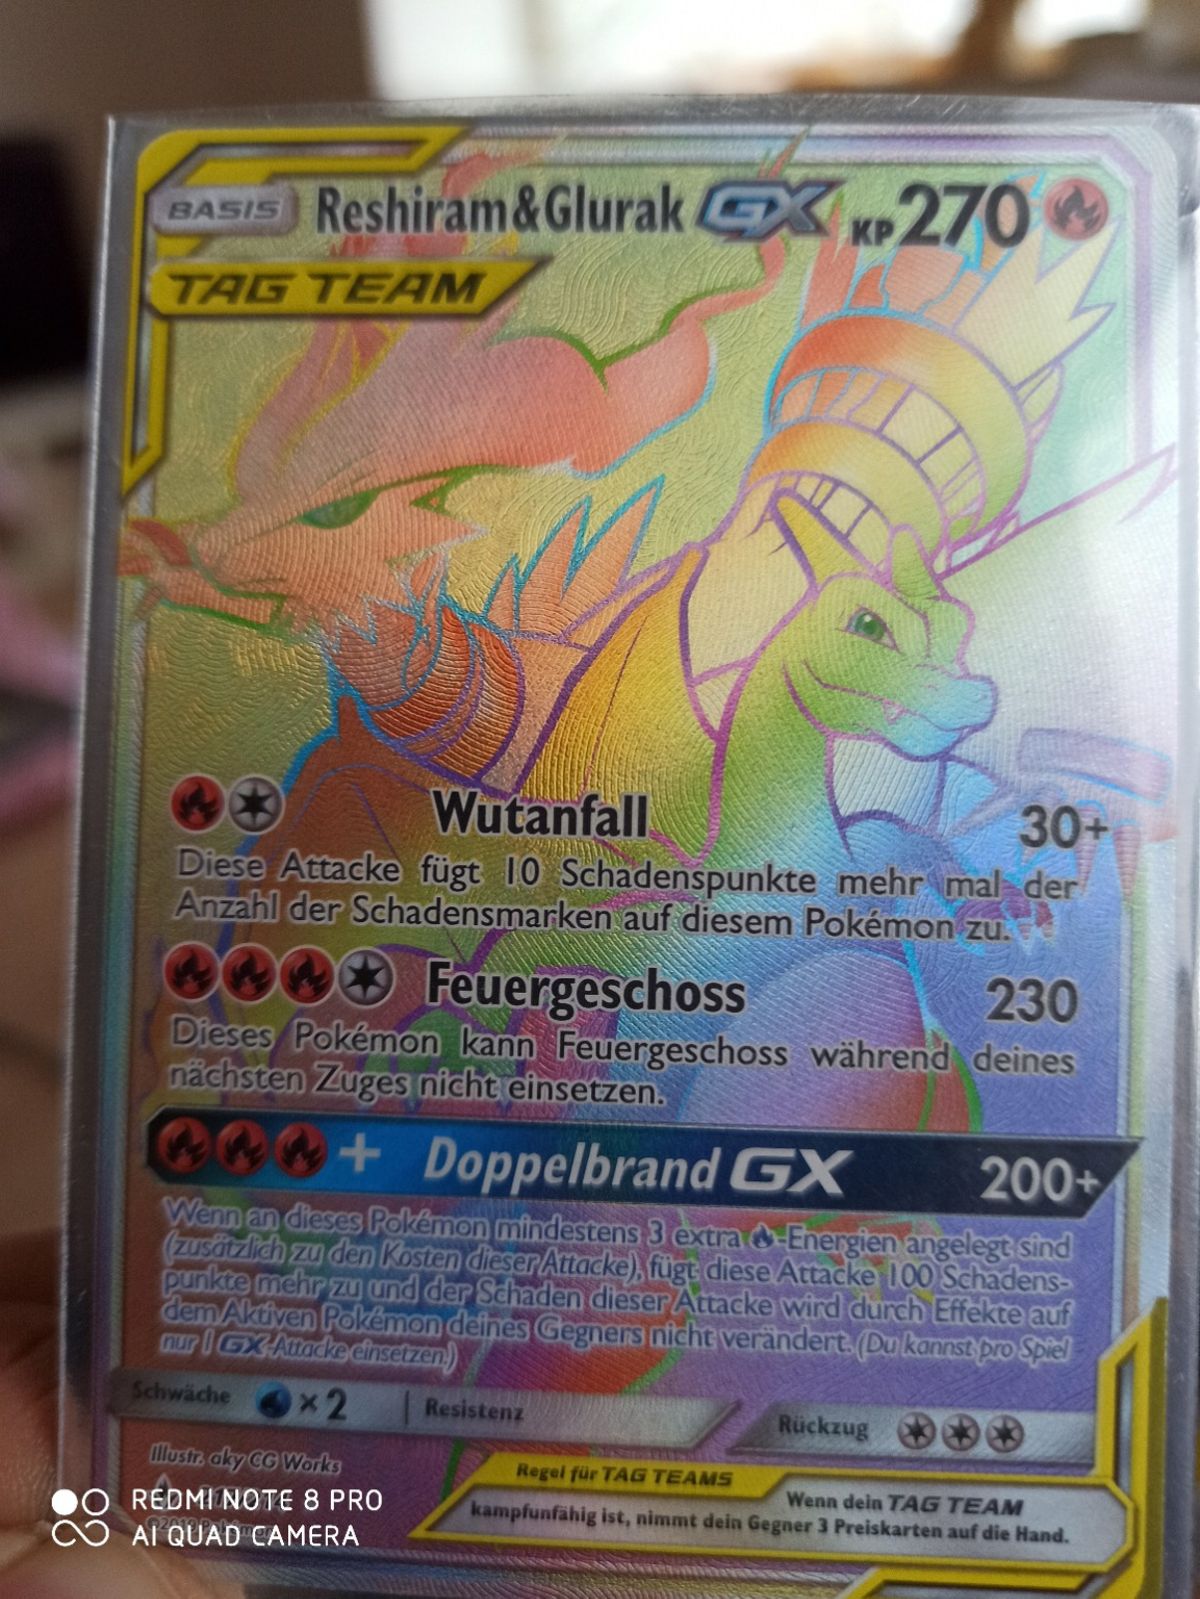 BASIS Reshiram&Glurak GX KP270
TAG TEAM
Wutanfall 30+
Diese Attacke fügt 10 Schadenspunkte mehr mal der
Anzahl der Schadensmarken auf diesem Pokémon zu.
Feuergeschoss 230
Dieses Pokémon kann Feuergeschoss während deines
nächsten Zuges nicht einsetzen.
+ Doppelbrand GX 200+
Wenn an dieses Pokémon mindestens 3 extra -Energien angelegt sind
(zusätzlich zu den Kosten dieser Attacke), fügt diese Attacke 100 Schadens-
punkte mehr zu und der Schaden dieser Attacke wird durch Effekte auf
dem Aktiven Pokémon deines Gegners nicht verändert. (Du kannst pro Spiel
nur 1 GX-Attacke einsetzen.)
Schwäche ×2 | Resistenz Rückzug
Illustr. aky CG Works
Regel für TAG TEAMS Wenn dein TAG TEAM
kampfunfähig ist, nimmt dein Gegner 3 Preiskarten auf die Hand.
REDMI NOTE 8 PRO
AI QUAD CAMERA